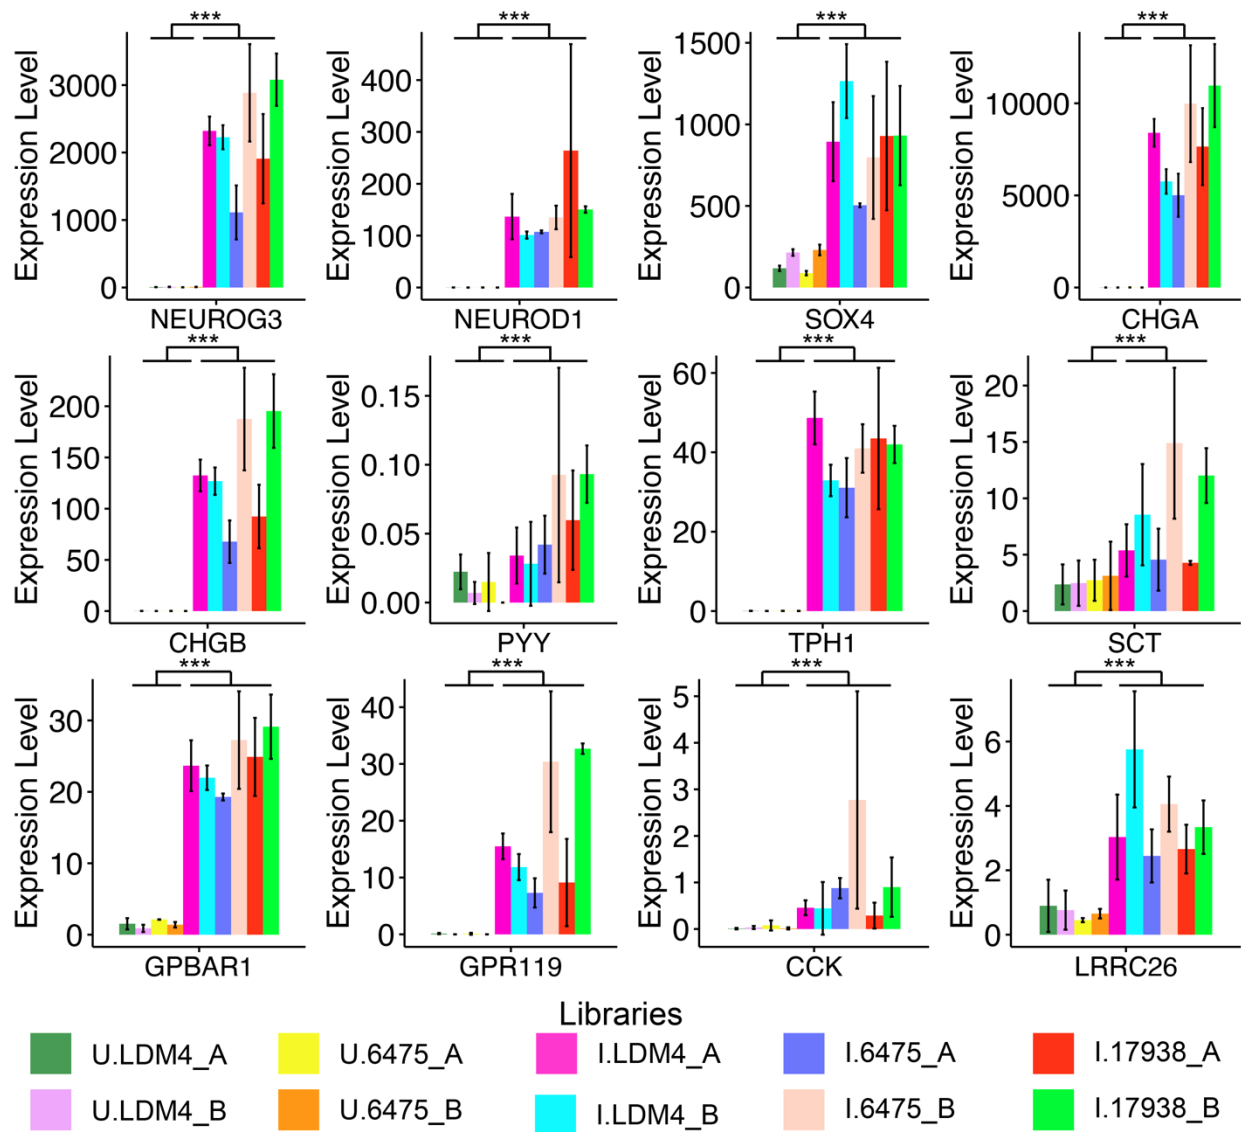 *** *** *** ***
Expression Level 3000 2000 1000 0 NEUROG3
Expression Level 400 300 200 100 0 NEUROD1
Expression Level 1500 1000 500 0 SOX4
Expression Level 10000 5000 0 CHGA
*** *** *** ***
Expression Level 200 150 100 50 0 CHGB
Expression Level 0.15 0.10 0.05 0.00 PYY
Expression Level 60 40 20 0 TPH1
Expression Level 20 15 10 5 0 SCT
*** *** *** ***
Expression Level 30 20 10 0 GPBAR1
Expression Level 40 30 20 10 0 GPR119
Expression Level 5 4 3 2 1 0 CCK
Expression Level 6 4 2 0 LRRC26
Libraries
U.LDM4_A U.6475_A I.LDM4_A I.6475_A I.17938_A
U.LDM4_B U.6475_B I.LDM4_B I.6475_B I.17938_B